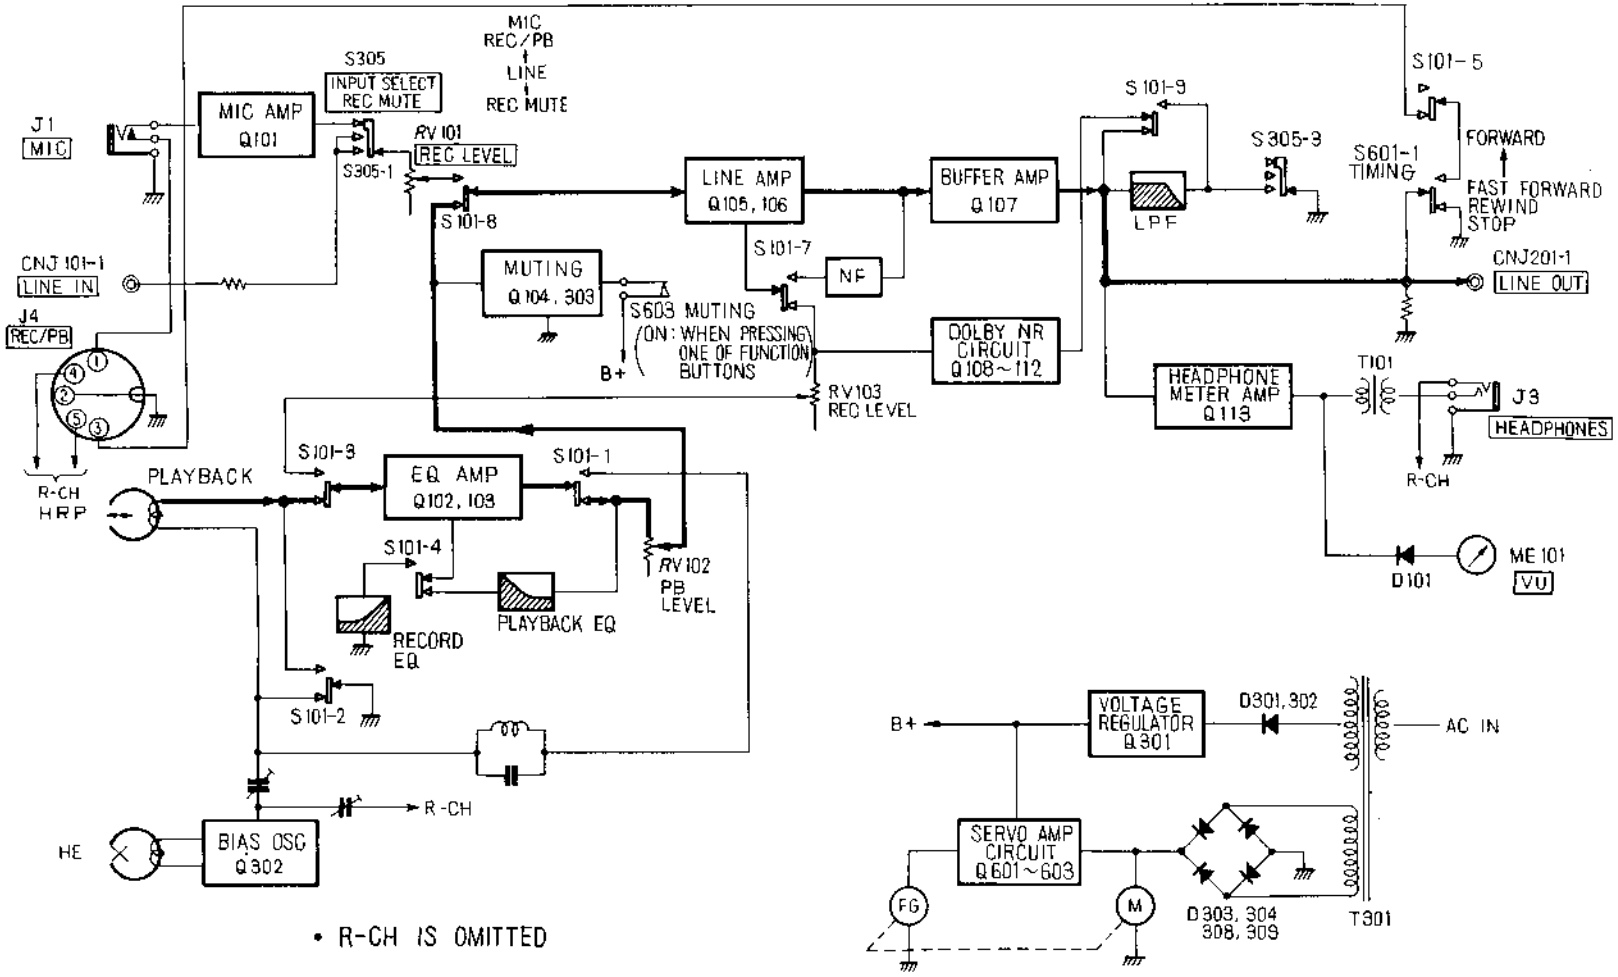 MIC
REC/PB
LINE
REC MUTE
S305
INPUT SELECT
REC MUTE
J1
MIC
MIC AMP
Q101
S305-1
RV101
REC LEVEL
S101-8
LINE AMP
Q105, 106
BUFFER AMP
Q107
S101-9
LPF
S305-3
S101-5
FORWARD
S601-1
TIMING
FAST FORWARD
REWIND
STOP
CNJ101-1
LINE IN
MUTING
Q104, 303
S101-7
NF
S603 MUTING
(ON: WHEN PRESSING
ONE OF FUNCTION
BUTTONS)
B+
DOLBY NR
CIRCUIT
Q108~112
CNJ201-1
LINE OUT
J4
REC/PB
1
4
2
5
3
R-CH
RV103
REC LEVEL
HEADPHONE
METER AMP
Q113
T101
J3
HEADPHONES
R-CH
PLAYBACK
HRP
S101-3
EQ AMP
Q102, 103
S101-1
S101-4
RV102
PB
LEVEL
D101
ME101
VU
RECORD
EQ
PLAYBACK EQ
S101-2
R-CH
HE
BIAS OSC
Q302
B+
VOLTAGE
REGULATOR
Q301
D301,302
AC IN
SERVO AMP
CIRCUIT
Q601~603
FG
M
D303, 304
308, 309
T301
• R-CH IS OMITTED